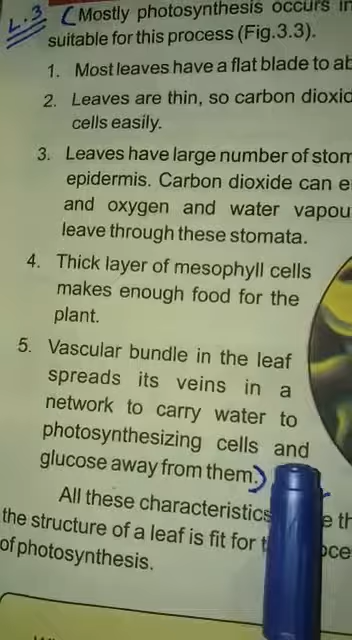 L.3 (Mostly photosynthesis occurs in
suitable for this process (Fig.3.3).
1. Most leaves have a flat blade to ab
2. Leaves are thin, so carbon dioxid
cells easily.
3. Leaves have large number of stom
epidermis. Carbon dioxide can e
and oxygen and water vapou
leave through these stomata.
4. Thick layer of mesophyll cells
makes enough food for the
plant.
5. Vascular bundle in the leaf
spreads its veins in a
network to carry water to
photosynthesizing cells and
glucose away from them.)
All these characteristics e th
the structure of a leaf is fit for t oce
of photosynthesis.